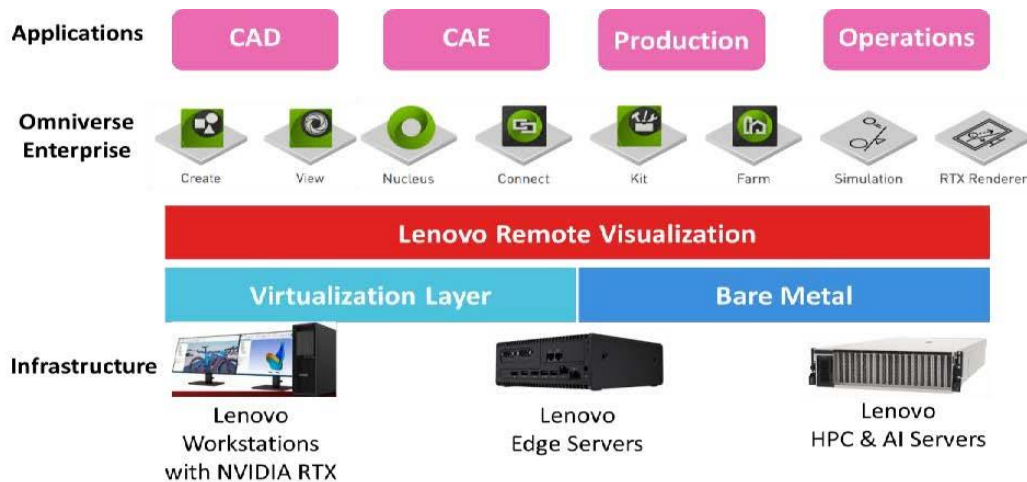 Applications
CAD
CAE
Production
Operations
Omniverse
Enterprise
Create
View
Nucleus
Connect
Kit
Farm
Simulation
RTX Renderer
Lenovo Remote Visualization
Virtualization Layer
Bare Metal
Infrastructure
Lenovo
Workstations
with NVIDIA RTX
Lenovo
Edge Servers
Lenovo
HPC & AI Servers